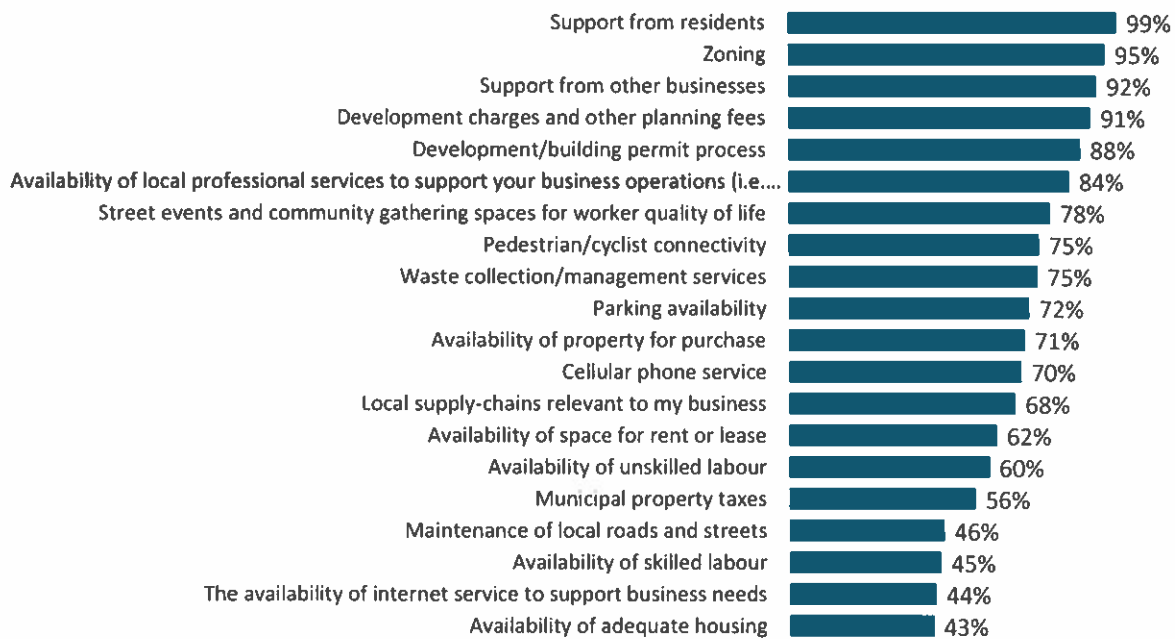 Support from residents 99%
Zoning 95%
Support from other businesses 92%
Development charges and other planning fees 91%
Development/building permit process 88%
Availability of local professional services to support your business operations (i.e.... 84%
Street events and community gathering spaces for worker quality of life 78%
Pedestrian/cyclist connectivity 75%
Waste collection/management services 75%
Parking availability 72%
Availability of property for purchase 71%
Cellular phone service 70%
Local supply-chains relevant to my business 68%
Availability of space for rent or lease 62%
Availability of unskilled labour 60%
Municipal property taxes 56%
Maintenance of local roads and streets 46%
Availability of skilled labour 45%
The availability of internet service to support business needs 44%
Availability of adequate housing 43%